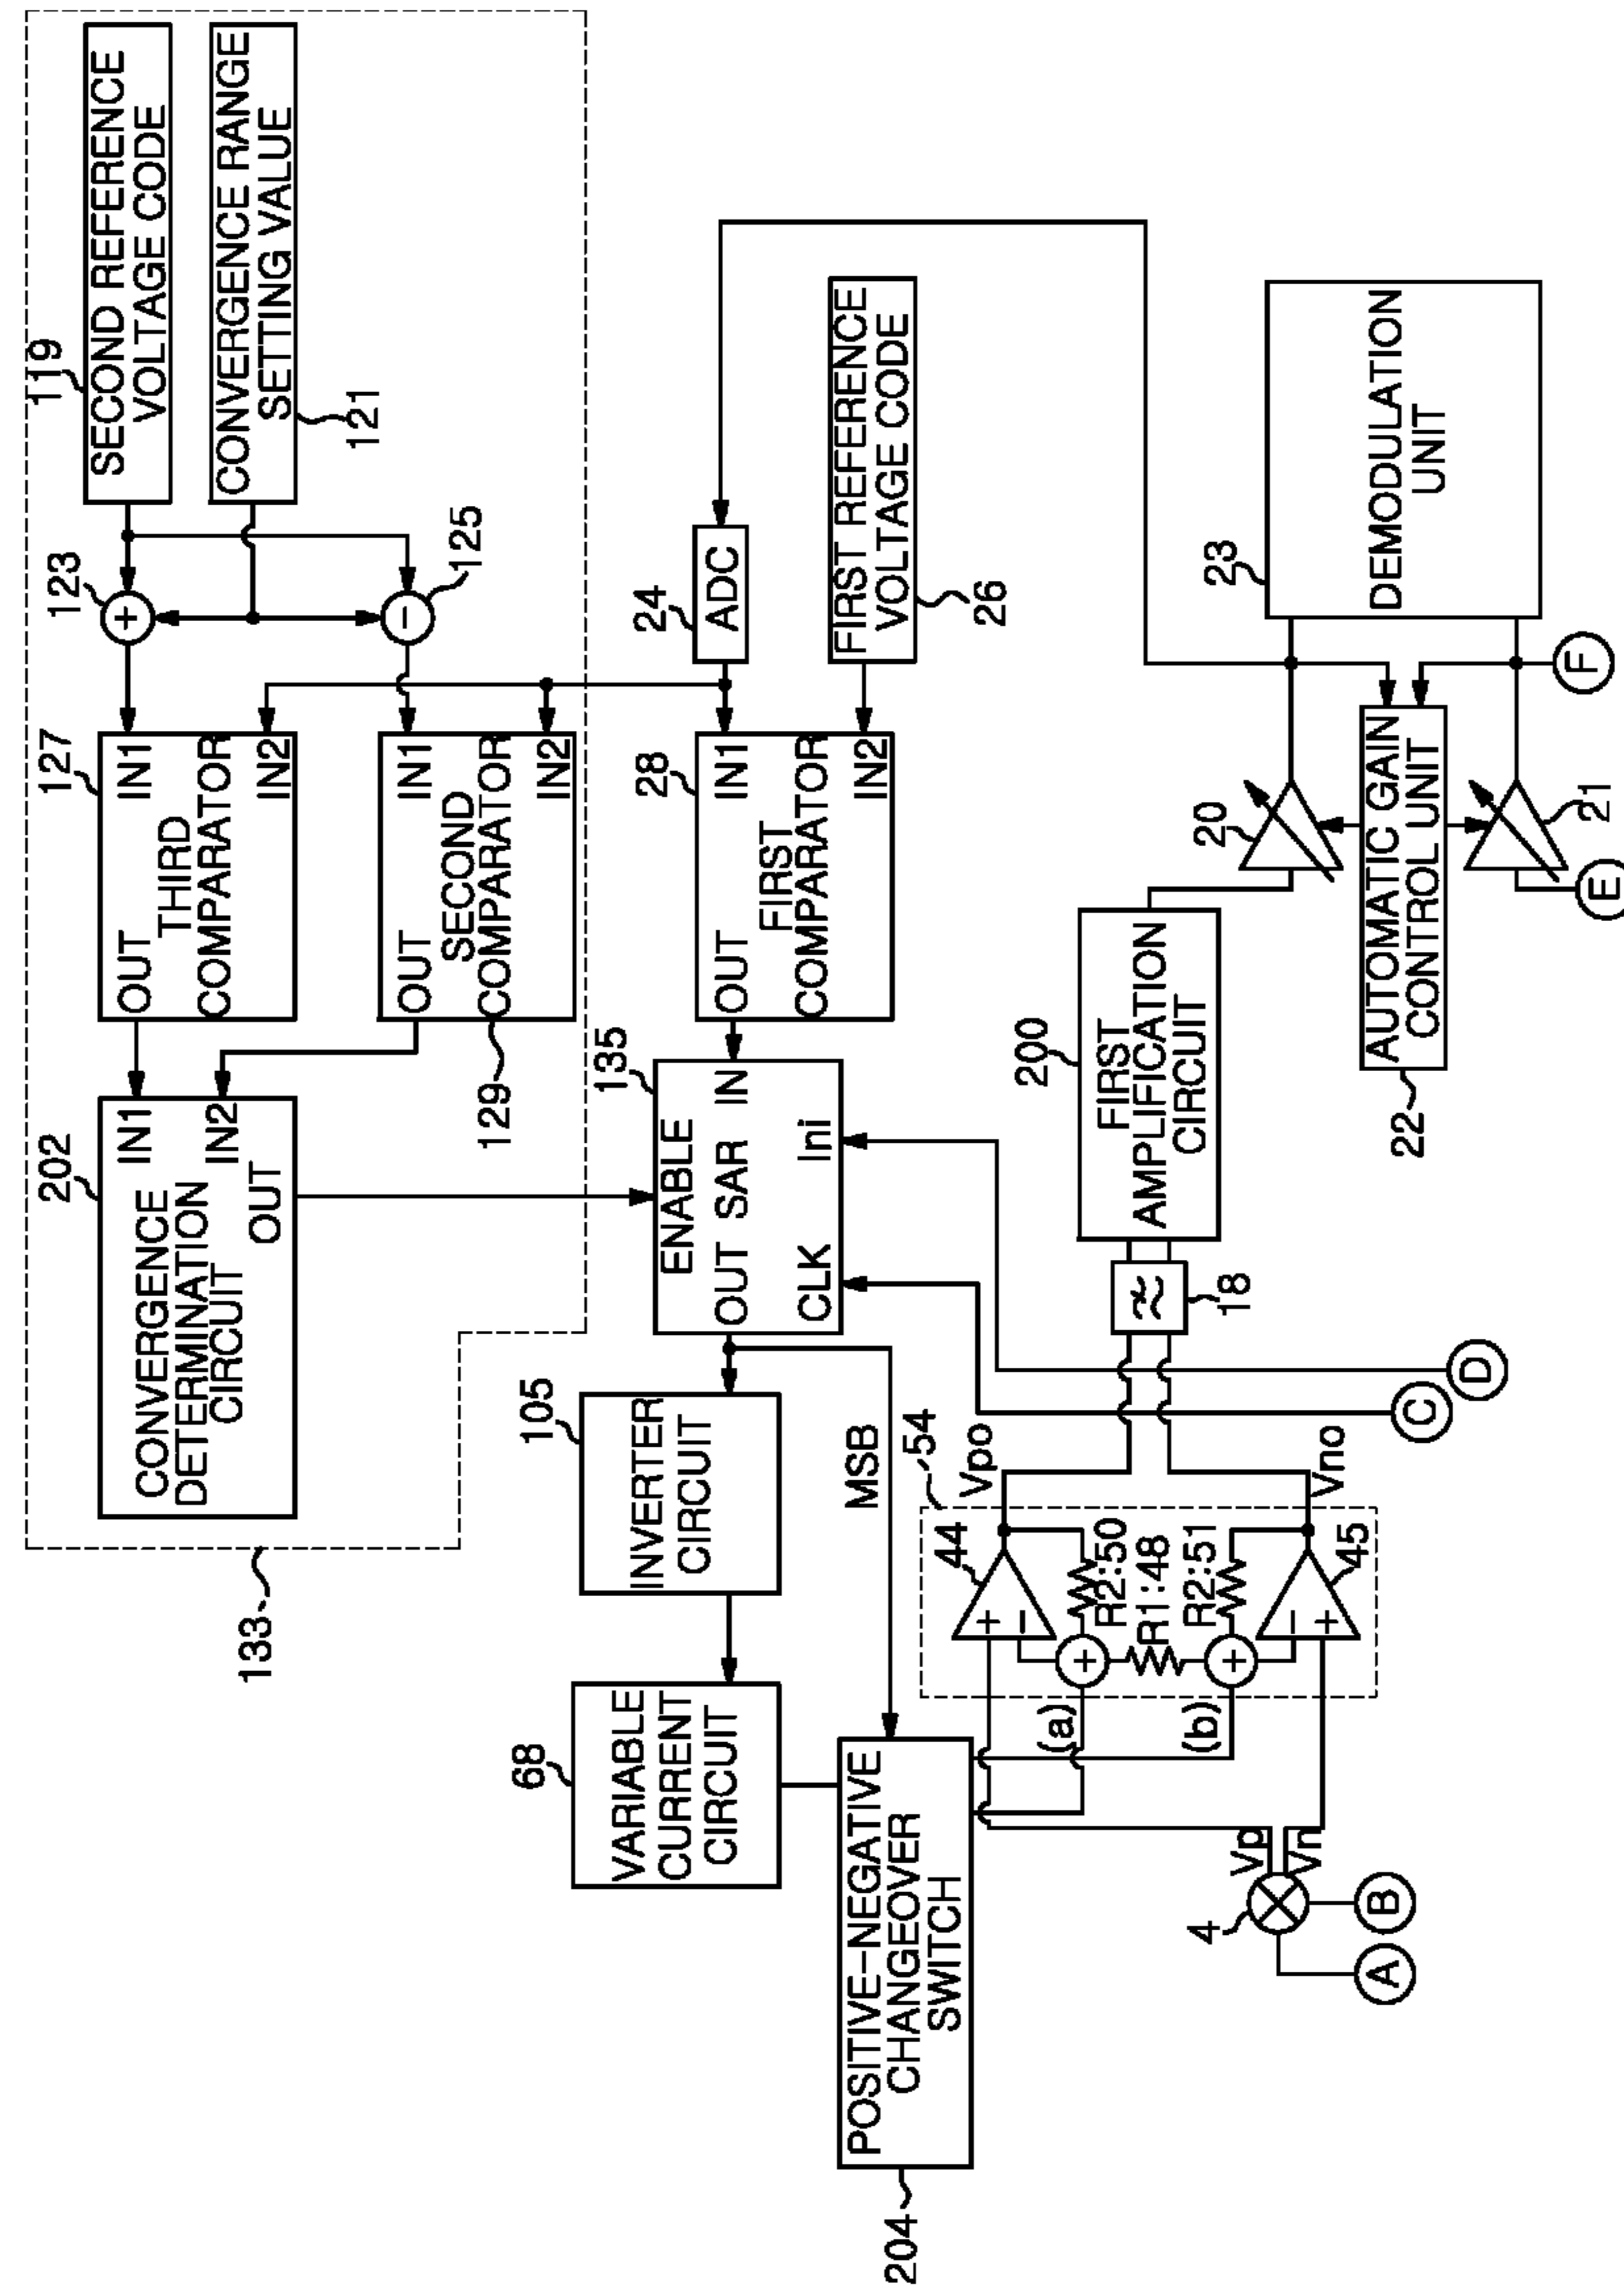 133
202
CONVERGENCE
DETERMINATION
CIRCUIT
IN1
IN2
OUT
127
OUT
THIRD
COMPARATOR
IN1
IN2
123
+
119
SECOND REFERENCE
VOLTAGE CODE
CONVERGENCE RANGE
SETTING VALUE
121
125
−
129
OUT
SECOND
COMPARATOR
IN1
IN2
68
VARIABLE
CURRENT
CIRCUIT
105
INVERTER
CIRCUIT
135
ENABLE
OUT SAR IN
CLK
Ini
28
OUT
FIRST
COMPARATOR
IN1
IN2
24
ADC
FIRST REFERENCE
VOLTAGE CODE
26
204
POSITIVE-NEGATIVE
CHANGEOVER
SWITCH
MSB
54
44
+
−
Vpo
(a)
+
R2:50
R1:48
(b)
+
R2:51
−
+
45
Vno
Vp
Vn
4
A
B
C
D
18
200
FIRST
AMPLIFICATION
CIRCUIT
20
22
AUTOMATIC GAIN
CONTROL UNIT
21
E
F
23
DEMODULATION
UNIT